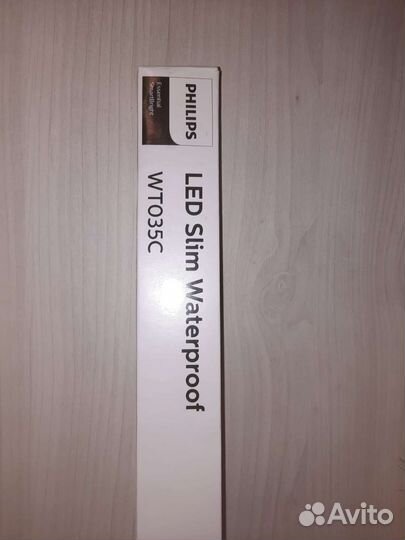 PHILIPS
Essential
SmartBright
LED Slim Waterproof
WT035C
Avito